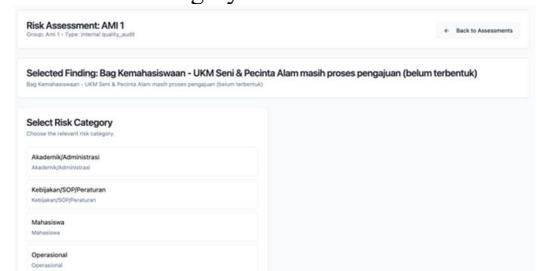 Risk Assessment: AMI 1
Group: Ami 1 - Type: internal quality_audit
← Back to Assessments
Selected Finding: Bag Kemahasiswaan - UKM Seni & Pecinta Alam masih proses pengajuan (belum terbentuk)
Bag Kemahasiswaan - UKM Seni & Pecinta Alam masih proses pengajuan (belum terbentuk)
Select Risk Category
Choose the relevant risk category
Akademik/Administrasi
Akademik/Administrasi
Kebijakan/SOP/Peraturan
Kebijakan/SOP/Peraturan
Mahasiswa
Mahasiswa
Operasional
Operasional